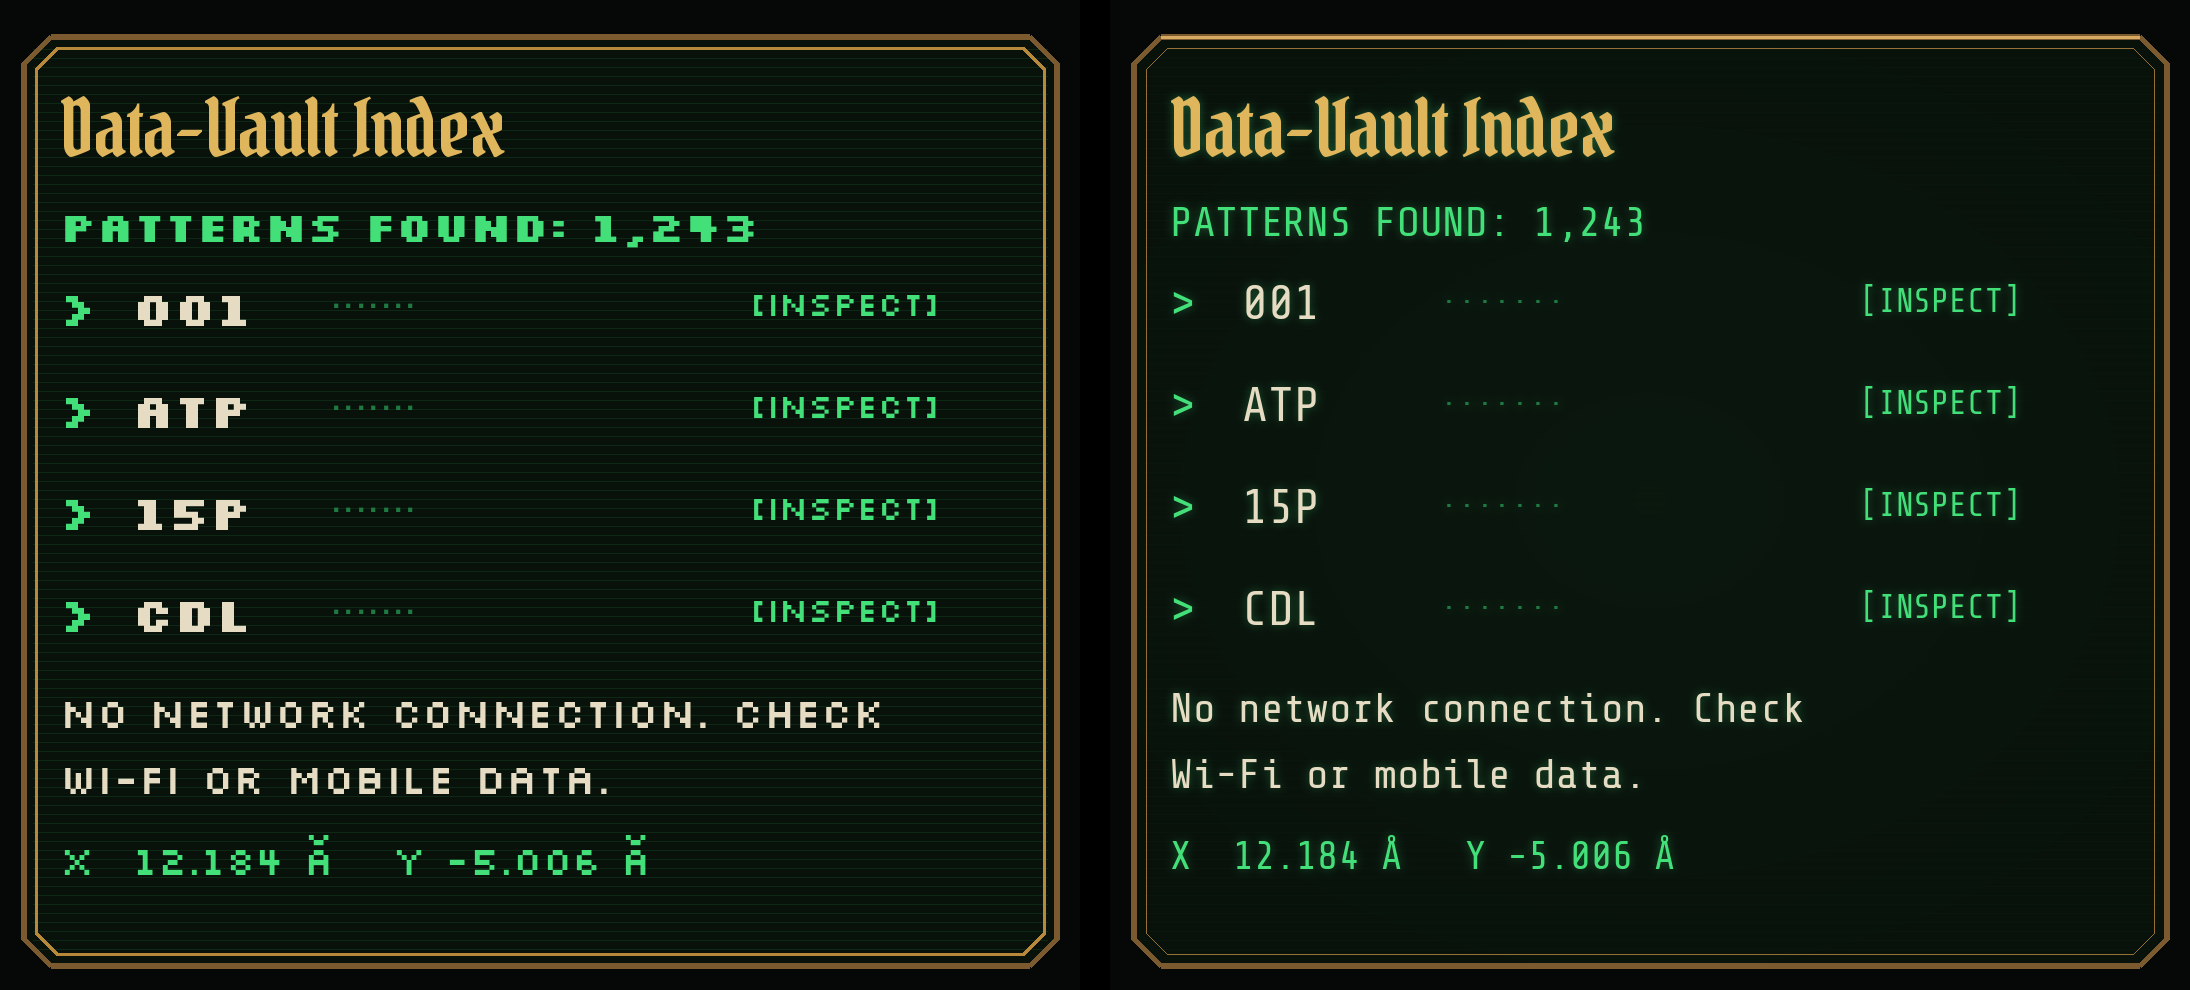 Data-Vault Index
PATTERNS FOUND: 1,243
> 001 ······· [INSPECT]
> ATP ······· [INSPECT]
> 15P ······· [INSPECT]
> CDL ······· [INSPECT]
NO NETWORK CONNECTION. CHECK
WI-FI OR MOBILE DATA.
X 12.184 Å Y -5.006 Å
Data-Vault Index
PATTERNS FOUND: 1,243
> 001 ······· [INSPECT]
> ATP ······· [INSPECT]
> 15P ······· [INSPECT]
> CDL ······· [INSPECT]
No network connection. Check
Wi-Fi or mobile data.
X 12.184 Å Y -5.006 Å